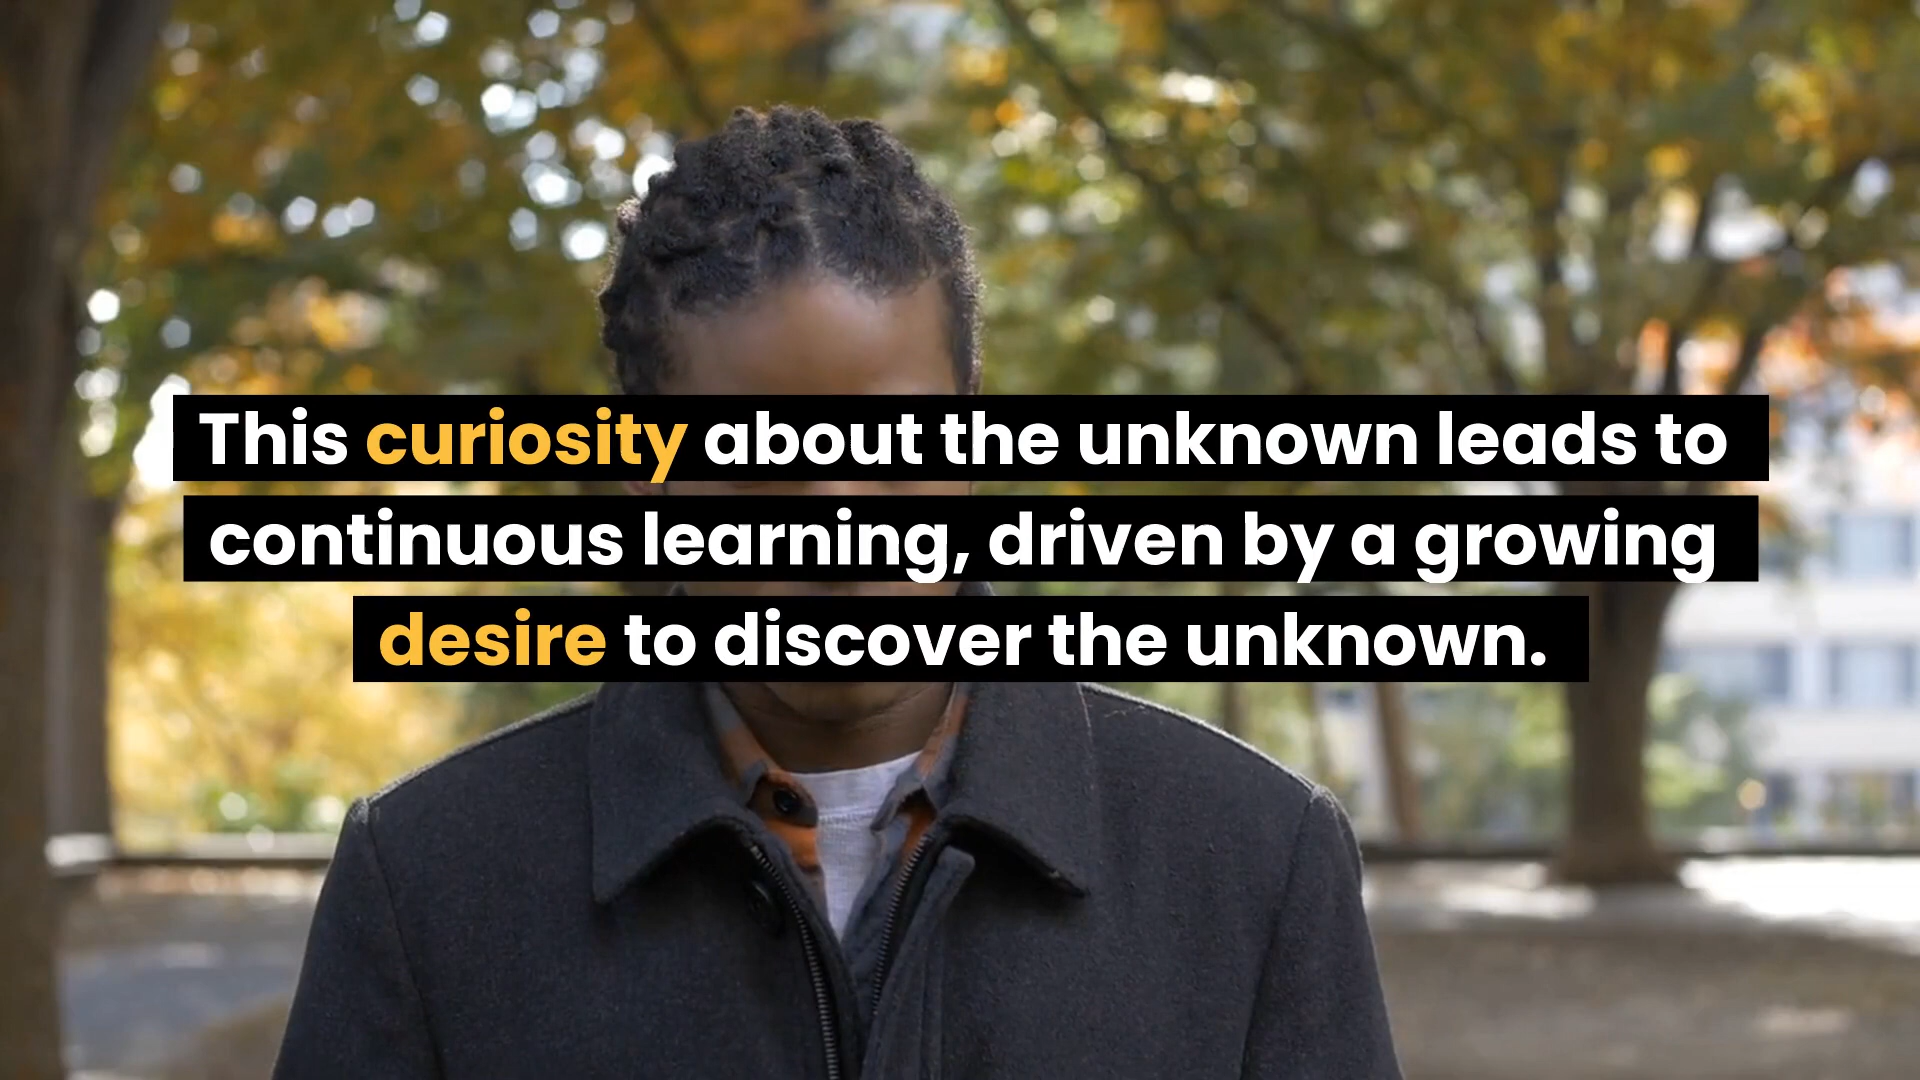 This curiosity about the unknown leads to
continuous learning, driven by a growing
desire to discover the unknown.